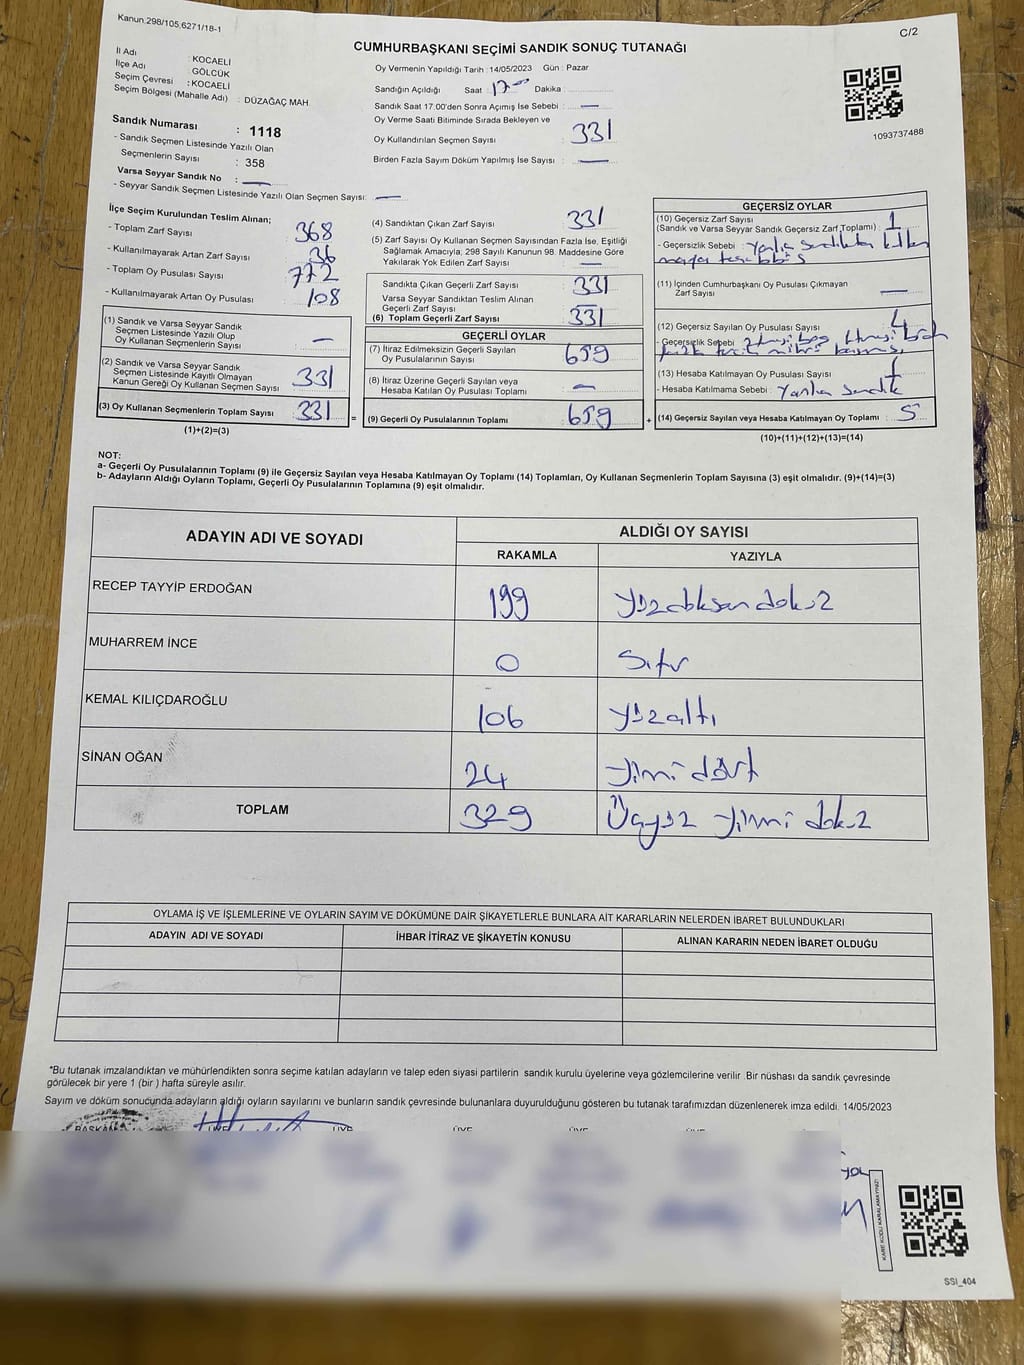 Kanun.298/105,6271/18-1
C/2
CUMHURBAŞKANI SEÇİMİ SANDIK SONUÇ TUTANAĞI
İl Adı : KOCAELİ
İlçe Adı : GÖLCÜK
Seçim Çevresi : KOCAELİ
Seçim Bölgesi (Mahalle Adı) : DÜZAĞAÇ MAH.
Oy Vermenin Yapıldığı Tarih : 14/05/2023 Gün : Pazar
Sandığın Açıldığı Saat : 17.00 Dakika :
Sandık Saat 17:00'den Sonra Açımış İse Sebebi : —
Oy Verme Saati Bitiminde Sırada Bekleyen ve
Oy Kullandırılan Seçmen Sayısı : 331
Birden Fazla Sayım Döküm Yapılmış İse Sayısı : —
1093737488
Sandık Numarası : 1118
- Sandık Seçmen Listesinde Yazılı Olan
Seçmenlerin Sayısı : 358
Varsa Seyyar Sandık No : —
- Seyyar Sandık Seçmen Listesinde Yazılı Olan Seçmen Sayısı: —
İlçe Seçim Kurulundan Teslim Alınan;
- Toplam Zarf Sayısı : 368
- Kullanılmayarak Artan Zarf Sayısı : 36
- Toplam Oy Pusulası Sayısı : 772
- Kullanılmayarak Artan Oy Pusulası : 108
(1) Sandık ve Varsa Seyyar Sandık
Seçmen Listesinde Yazılı Olup
Oy Kullanan Seçmenlerin Sayısı : —
(2) Sandık ve Varsa Seyyar Sandık
Seçmen Listesinde Kayıtlı Olmayan
Kanun Gereği Oy Kullanan Seçmen Sayısı : 331
(3) Oy Kullanan Seçmenlerin Toplam Sayısı : 331 =
(1)+(2)=(3)
(4) Sandıktan Çıkan Zarf Sayısı : 331
(5) Zarf Sayısı Oy Kullanan Seçmen Sayısından Fazla İse, Eşitliği
Sağlamak Amacıyla; 298 Sayılı Kanunun 98. Maddesine Göre
Yakılarak Yok Edilen Zarf Sayısı : —
Sandıkta Çıkan Geçerli Zarf Sayısı : 331
Varsa Seyyar Sandıktan Teslim Alınan
Geçerli Zarf Sayısı : —
(6) Toplam Geçerli Zarf Sayısı : 331
GEÇERLİ OYLAR
(7) İtiraz Edilmeksizin Geçerli Sayılan
Oy Pusulalarının Sayısı : 659
(8) İtiraz Üzerine Geçerli Sayılan veya
Hesaba Katılan Oy Pusulası Toplamı : —
(9) Geçerli Oy Pusulalarının Toplamı : 659 +
GEÇERSİZ OYLAR
(10) Geçersiz Zarf Sayısı : 1
(Sandık ve Varsa Seyyar Sandık Geçersiz Zarf Toplamı)
- Geçersizlik Sebebi : Yanlış
(11) İçinden Cumhurbaşkanı Oy Pusulası Çıkmayan
Zarf Sayısı : —
(12) Geçersiz Sayılan Oy Pusulası Sayısı : 4
- Geçersizlik Sebebi
(13) Hesaba Katılmayan Oy Pusulası Sayısı : 1
- Hesaba Katılmama Sebebi : Yanlış Sandık
(14) Geçersiz Sayılan veya Hesaba Katılmayan Oy Toplamı : 5
(10)+(11)+(12)+(13)=(14)
NOT:
a- Geçerli Oy Pusulalarının Toplamı (9) ile Geçersiz Sayılan veya Hesaba Katılmayan Oy Toplamı (14) Toplamları, Oy Kullanan Seçmenlerin Toplam Sayısına (3) eşit olmalıdır. (9)+(14)=(3)
b- Adayların Aldığı Oyların Toplamı, Geçerli Oy Pusulalarının Toplamına (9) eşit olmalıdır.
ADAYIN ADI VE SOYADI
ALDIĞI OY SAYISI
RAKAMLA YAZIYLA
RECEP TAYYİP ERDOĞAN 199 yüzdoksandokuz
MUHARREM İNCE 0 Sıfır
KEMAL KILIÇDAROĞLU 106 yüzaltı
SİNAN OĞAN 24 yirmi dört
TOPLAM 329 Üçyüz yirmi dokuz
OYLAMA İŞ VE İŞLEMLERİNE VE OYLARIN SAYIM VE DÖKÜMÜNE DAİR ŞİKAYETLERLE BUNLARA AİT KARARLARIN NELERDEN İBARET BULUNDUKLARI
ADAYIN ADI VE SOYADI İHBAR İTİRAZ VE ŞİKAYETİN KONUSU ALINAN KARARIN NEDEN İBARET OLDUĞU
*Bu tutanak imzalandıktan ve mühürlendikten sonra seçime katılan adayların ve talep eden siyasi partilerin sandık kurulu üyelerine veya gözlemcilerine verilir .Bir nüshası da sandık çevresinde
görülecek bir yere 1 (bir ) hafta süreyle asılır.
Sayım ve döküm sonucunda adayların aldığı oyların sayılarını ve bunların sandık çevresinde bulunanlara duyurulduğunu gösteren bu tutanak tarafımızdan düzenlenerek imza edildi. 14/05/2023
BAŞKAN ÜYE ÜYE ÜYE ÜYE ÜYE ÜYE
KARE KODU KARALAMAYINIZ!
SSI_404